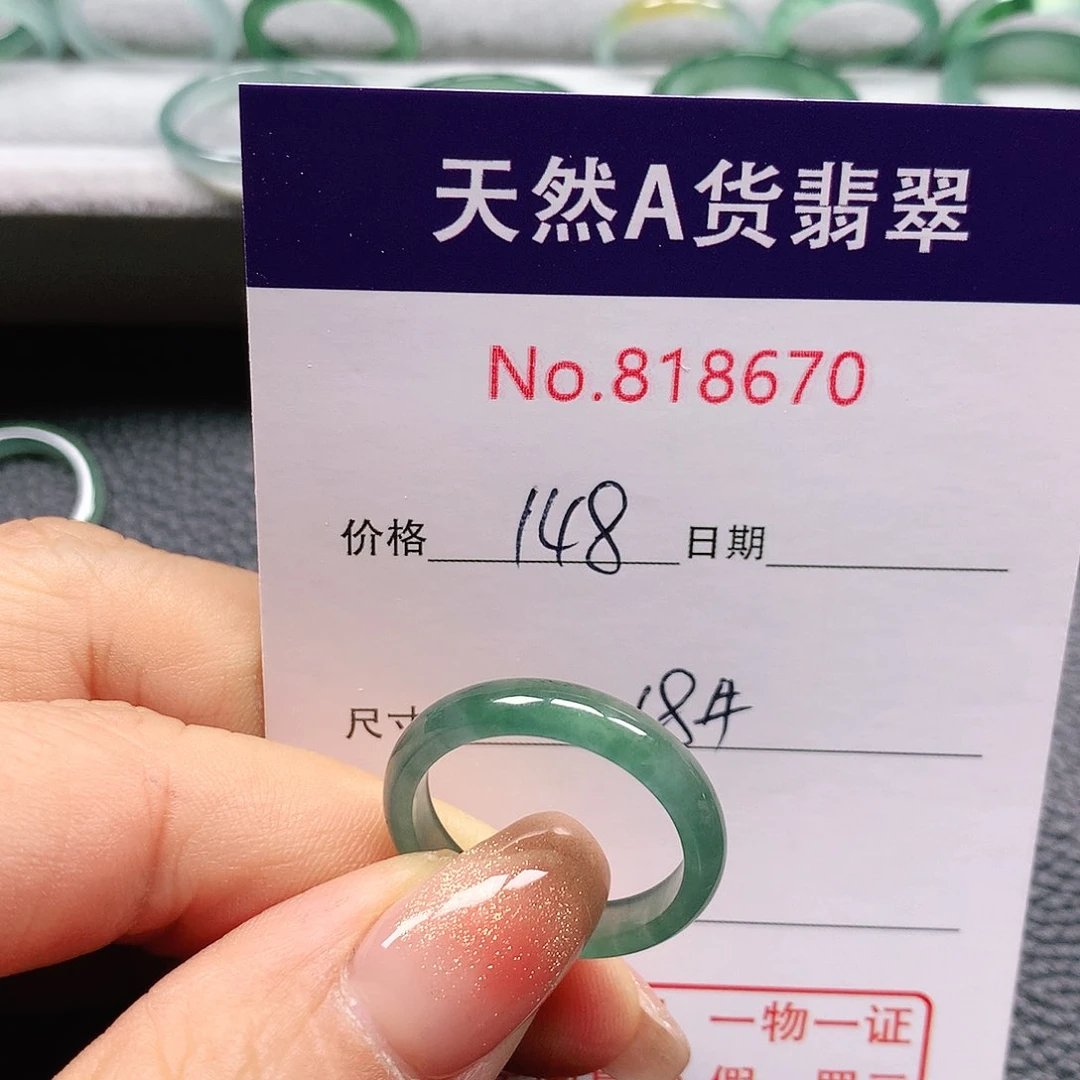 天然A货翡翠
No.818670
价格 148 日期
尺寸 18#
一物一证
假